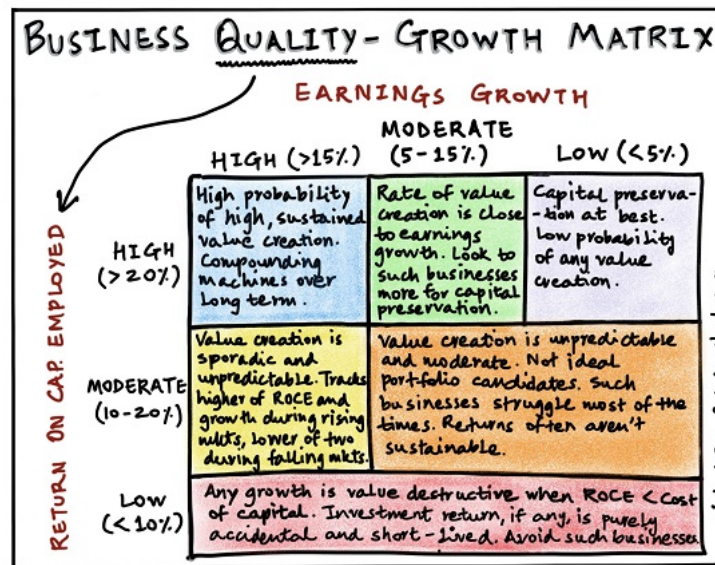 BUSINESS QUALITY - GROWTH MATRIX
EARNINGS GROWTH
HIGH (>15%)
MODERATE
(5-15%)
LOW (<5%)
RETURN ON CAP. EMPLOYED
HIGH
(>20%)
High probability
of high, sustained
value creation.
Compounding
machines over
long term.
Rate of value
creation is close
to earnings
growth. Look to
such businesses
more for capital
preservation.
Capital preserva-
-tion at best.
Low probability
of any value
creation.
MODERATE
(10-20%)
Value creation is
sporadic and
unpredictable. Tracks
higher of ROCE and
growth during rising
mkts, lower of two
during falling mkts.
Value creation is unpredictable
and moderate. Not ideal
portfolio candidates. Such
businesses struggle most of the
times. Returns often aren't
sustainable.
LOW
(<10%)
Any growth is value destructive when ROCE < Cost
of capital. Investment return, if any, is purely
accidental and short-lived. Avoid such businesses.